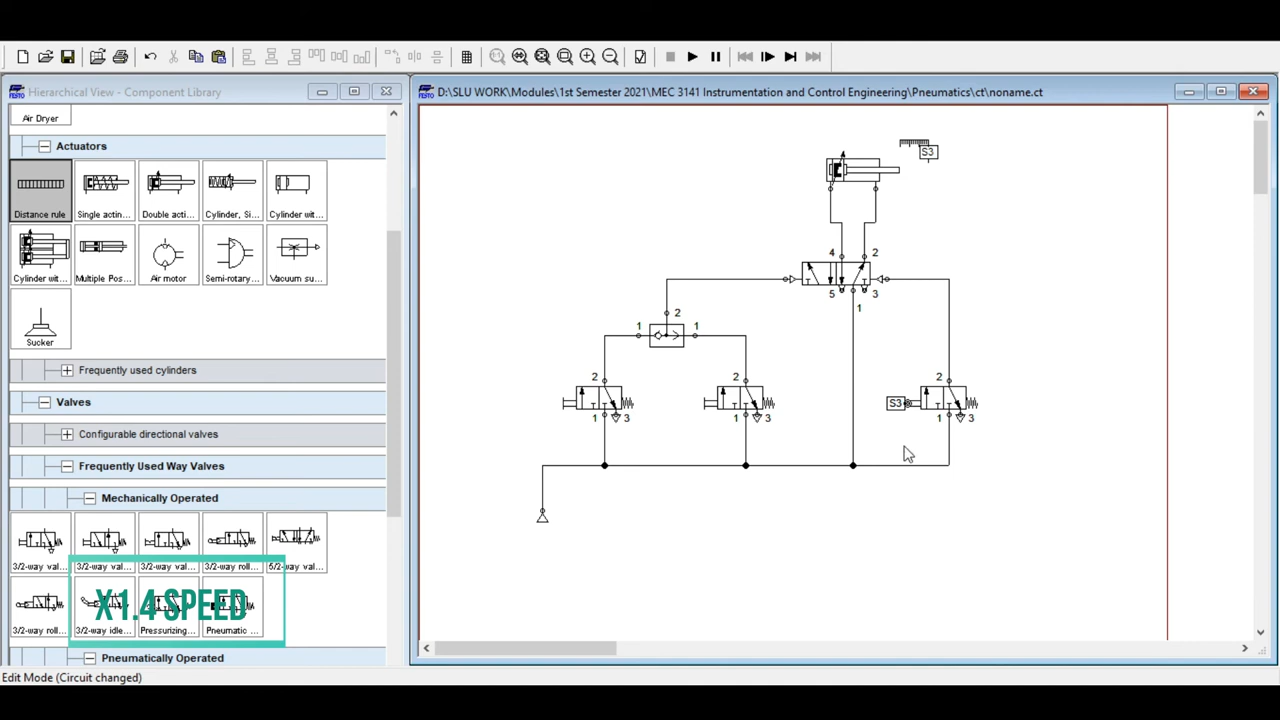 Hierarchical View - Component Library
Air Dryer
Actuators
Distance rule
Single actin...
Double acti...
Cylinder, Si...
Cylinder wit...
Cylinder wit...
Multiple Pos...
Air motor
Semi-rotary...
Vacuum su...
Sucker
Frequently used cylinders
Valves
Configurable directional valves
Frequently Used Way Valves
Mechanically Operated
3/2-way val...
3/2-way val...
3/2-way val...
3/2-way roll...
5/2-way val...
X1.4 SPEED
3/2-way roll...
3/2-way idle...
Pressurizing...
Pneumatic ...
Pneumatically Operated
Edit Mode (Circuit changed)
FESTO
D:\SLU WORK\Modules\1st Semester 2021\MEC 3141 Instrumentation and Control Engineering\Pneumatics\ct\noname.ct
S3
4 2
5 3
1
2
1 1
2 2 2
S3
1 3 1 3 1 3